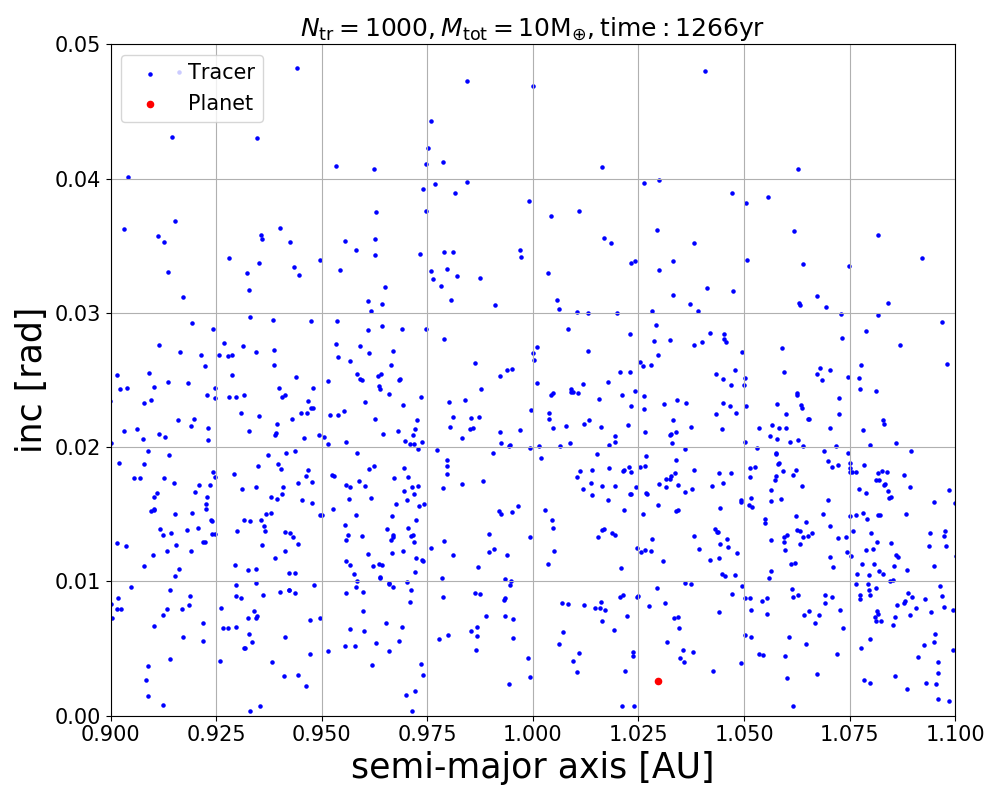 N_tr = 1000, M_tot = 10M_⊕, time : 1266yr
Tracer
Planet
0.05
0.04
0.03
0.02
0.01
0.00
inc [rad]
0.900 0.925 0.950 0.975 1.000 1.025 1.050 1.075 1.100
semi-major axis [AU]